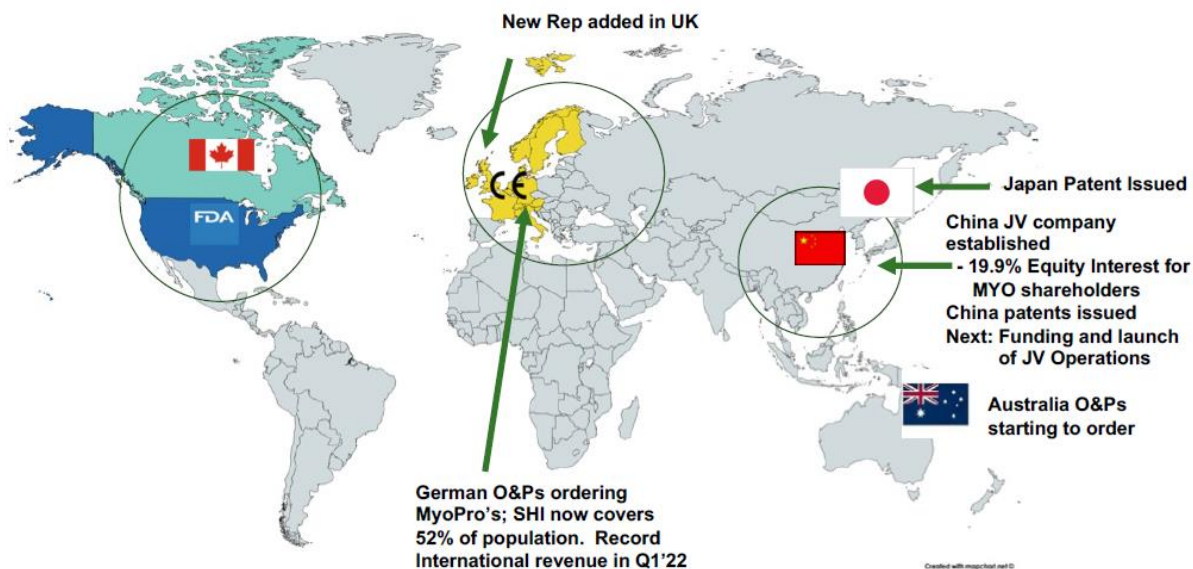 New Rep added in UK
FDA
CE
Japan Patent Issued
China JV company
established
- 19.9% Equity Interest for
MYO shareholders
China patents issued
Next: Funding and launch
of JV Operations
Australia O&Ps
starting to order
German O&Ps ordering
MyoPro's; SHI now covers
52% of population. Record
International revenue in Q1'22
Created with mapchart.net ©